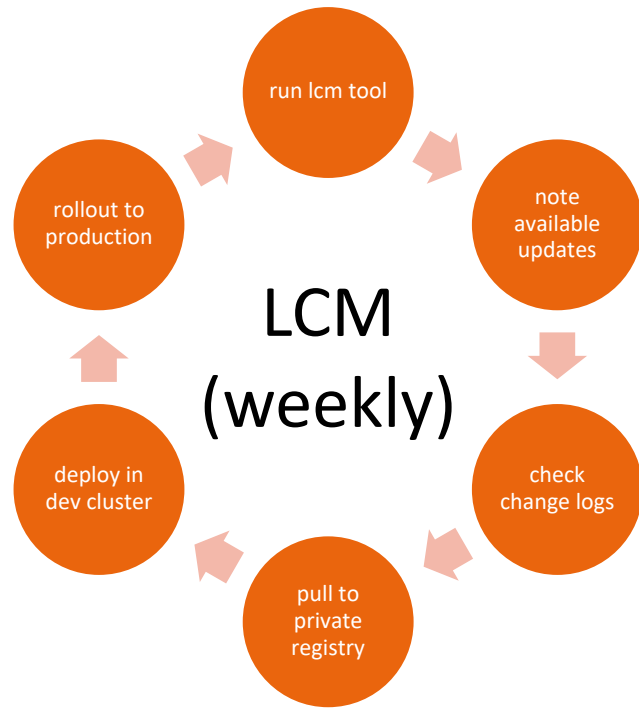 run lcm tool
note
available
updates
check
change logs
pull to
private
registry
deploy in
dev cluster
rollout to
production
LCM
(weekly)